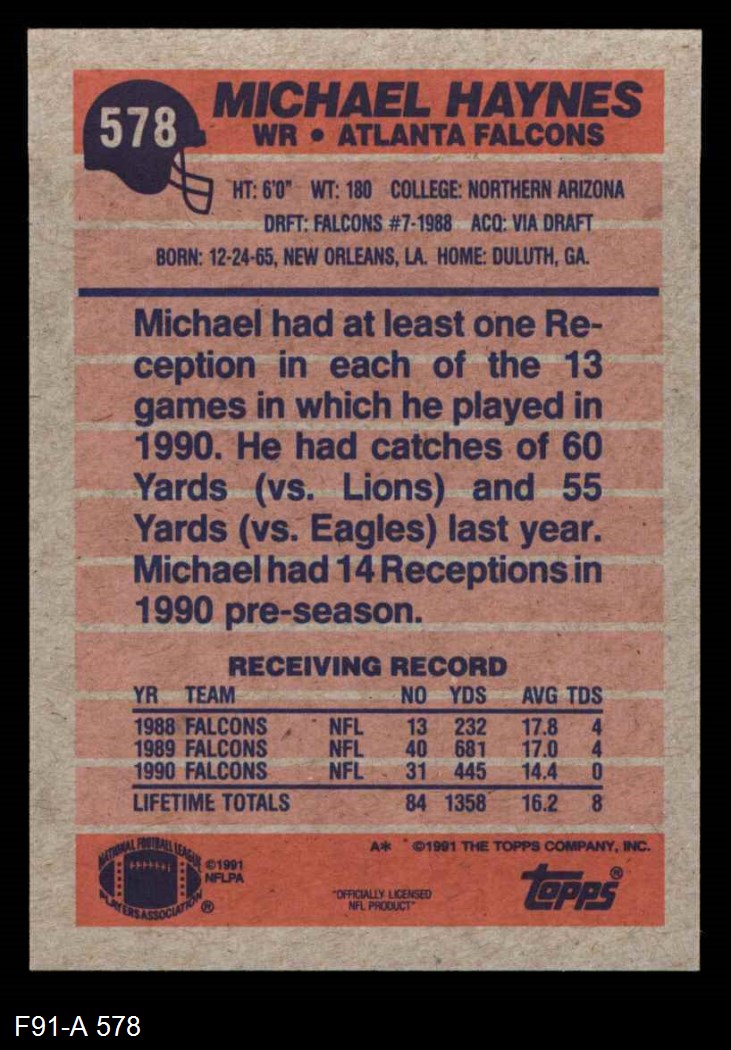 578
MICHAEL HAYNES
WR • ATLANTA FALCONS
HT: 6'0" WT: 180 COLLEGE: NORTHERN ARIZONA
DRFT: FALCONS #7-1988 ACQ: VIA DRAFT
BORN: 12-24-65, NEW ORLEANS, LA. HOME: DULUTH, GA.
Michael had at least one Re-
ception in each of the 13
games in which he played in
1990. He had catches of 60
Yards (vs. Lions) and 55
Yards (vs. Eagles) last year.
Michael had 14 Receptions in
1990 pre-season.
RECEIVING RECORD
YR TEAM NO YDS AVG TDS
1988 FALCONS NFL 13 232 17.8 4
1989 FALCONS NFL 40 681 17.0 4
1990 FALCONS NFL 31 445 14.4 0
LIFETIME TOTALS 84 1358 16.2 8
A* ©1991 THE TOPPS COMPANY, INC.
NATIONAL FOOTBALL LEAGUE
PLAYERS ASSOCIATION ®
©1991
NFLPA
"OFFICIALLY LICENSED
NFL PRODUCT"
topps®
F91-A 578